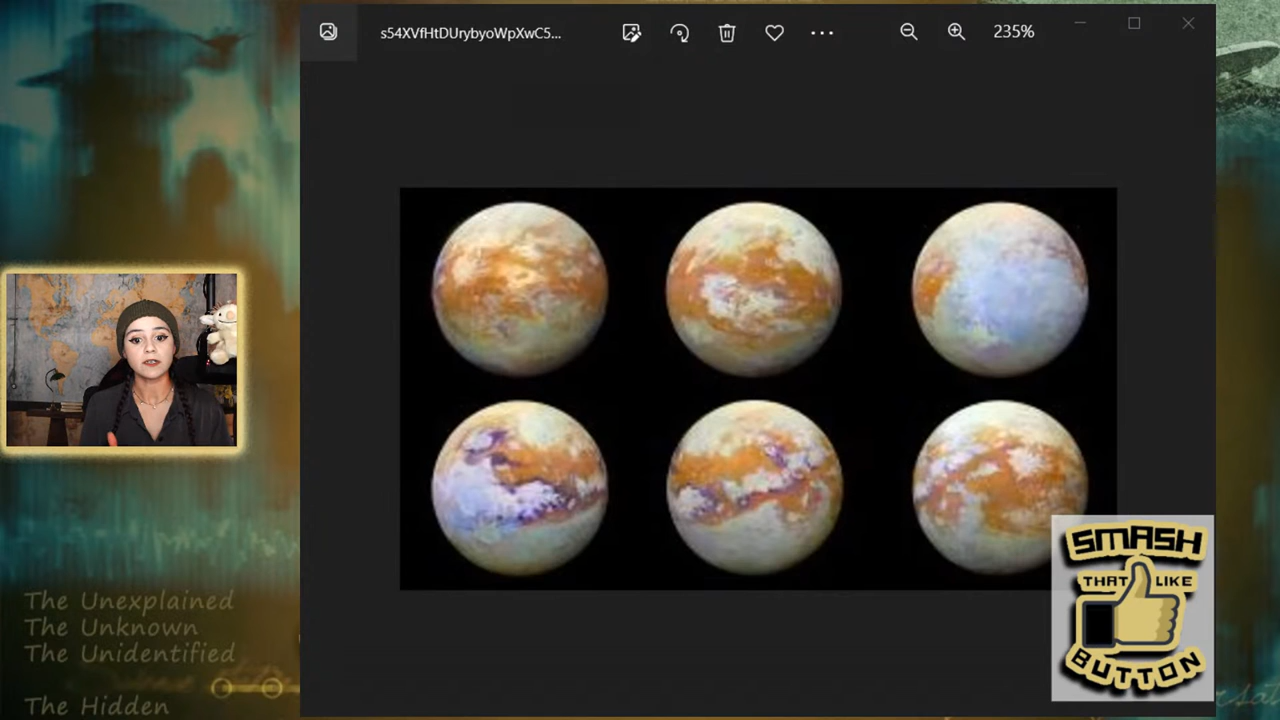 s54XVfHtDUrybyoWpXwC5...
235%
The Unexplained
The Unknown
The Unidentified
The Hidden
SMASH
THAT LIKE
BUTTON